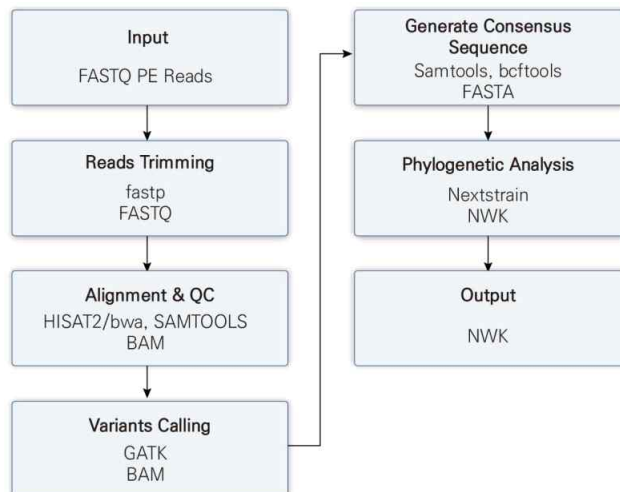 Input
FASTQ PE Reads
Reads Trimming
fastp
FASTQ
Alignment & QC
HISAT2/bwa, SAMTOOLS
BAM
Variants Calling
GATK
BAM
Generate Consensus
Sequence
Samtools, bcftools
FASTA
Phylogenetic Analysis
Nextstrain
NWK
Output
NWK